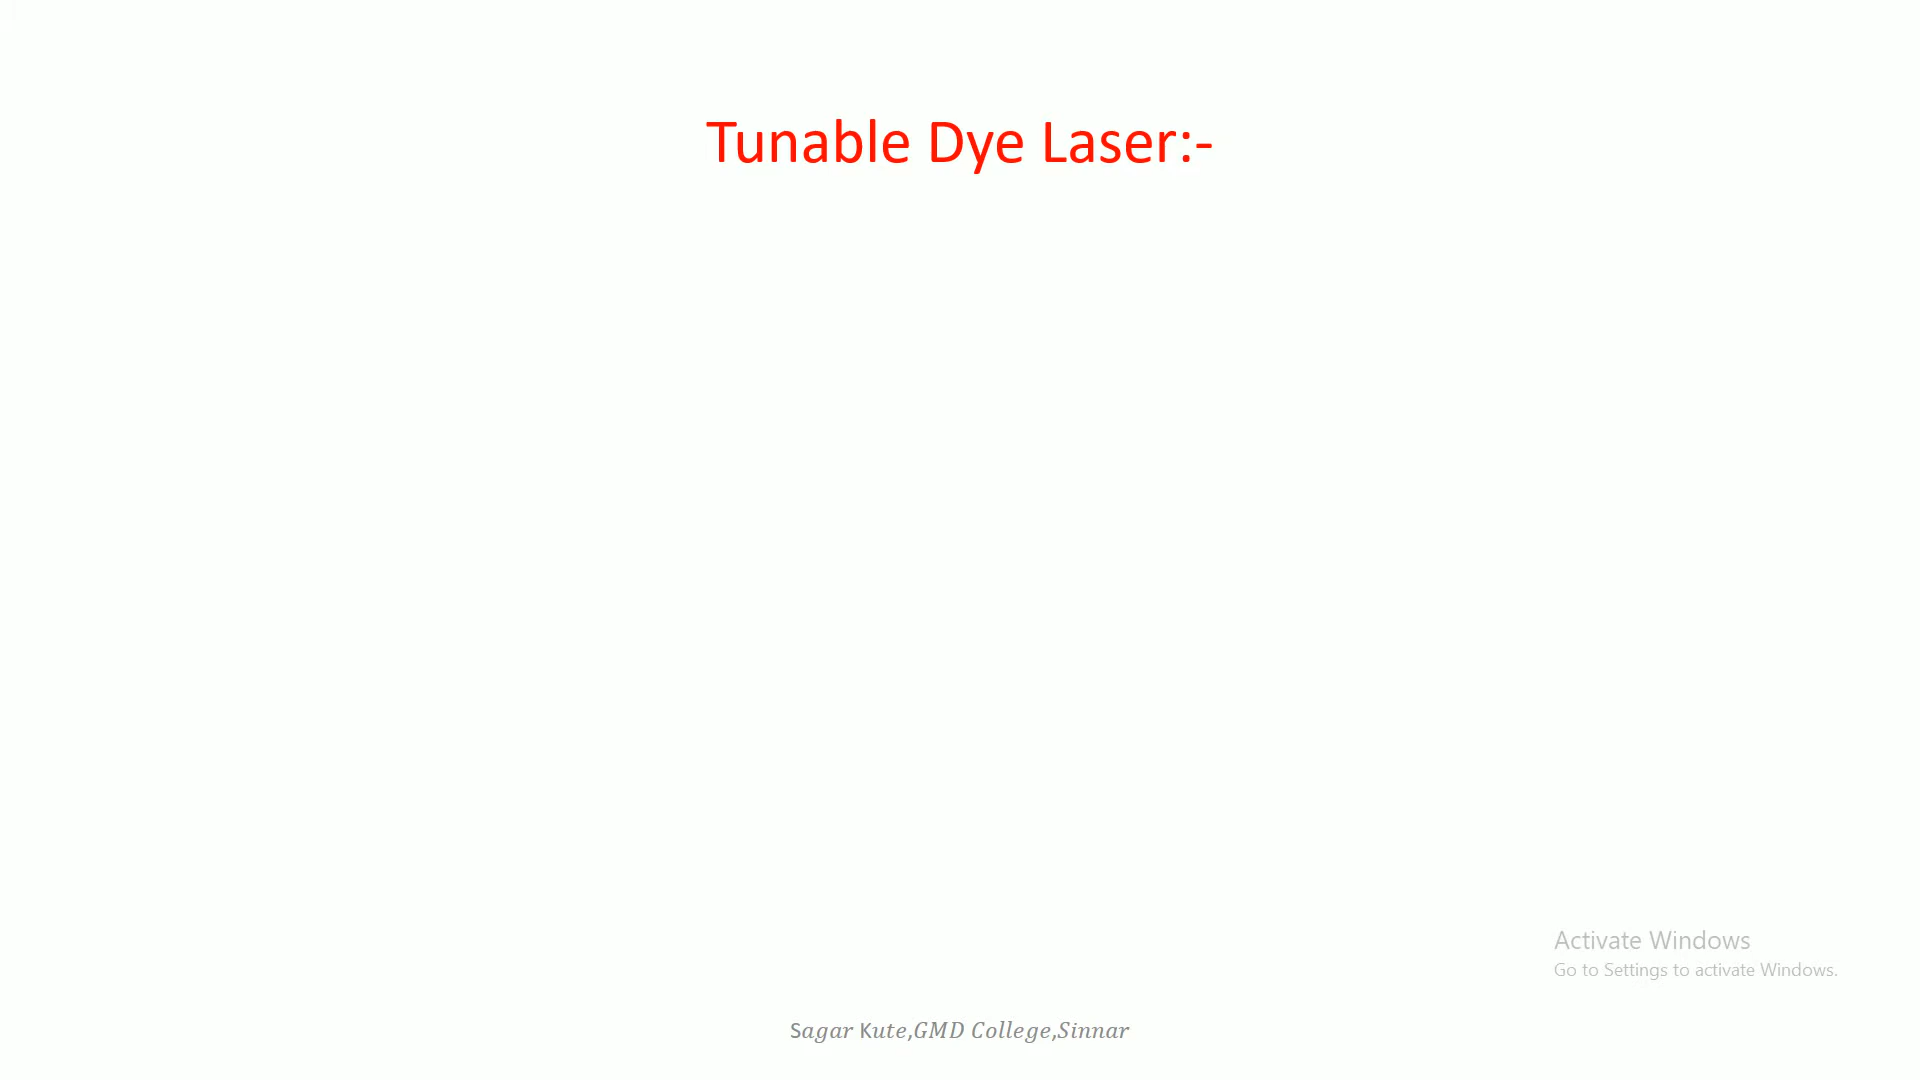 Tunable Dye Laser:-
Activate Windows
Go to Settings to activate Windows.
Sagar Kute,GMD College,Sinnar